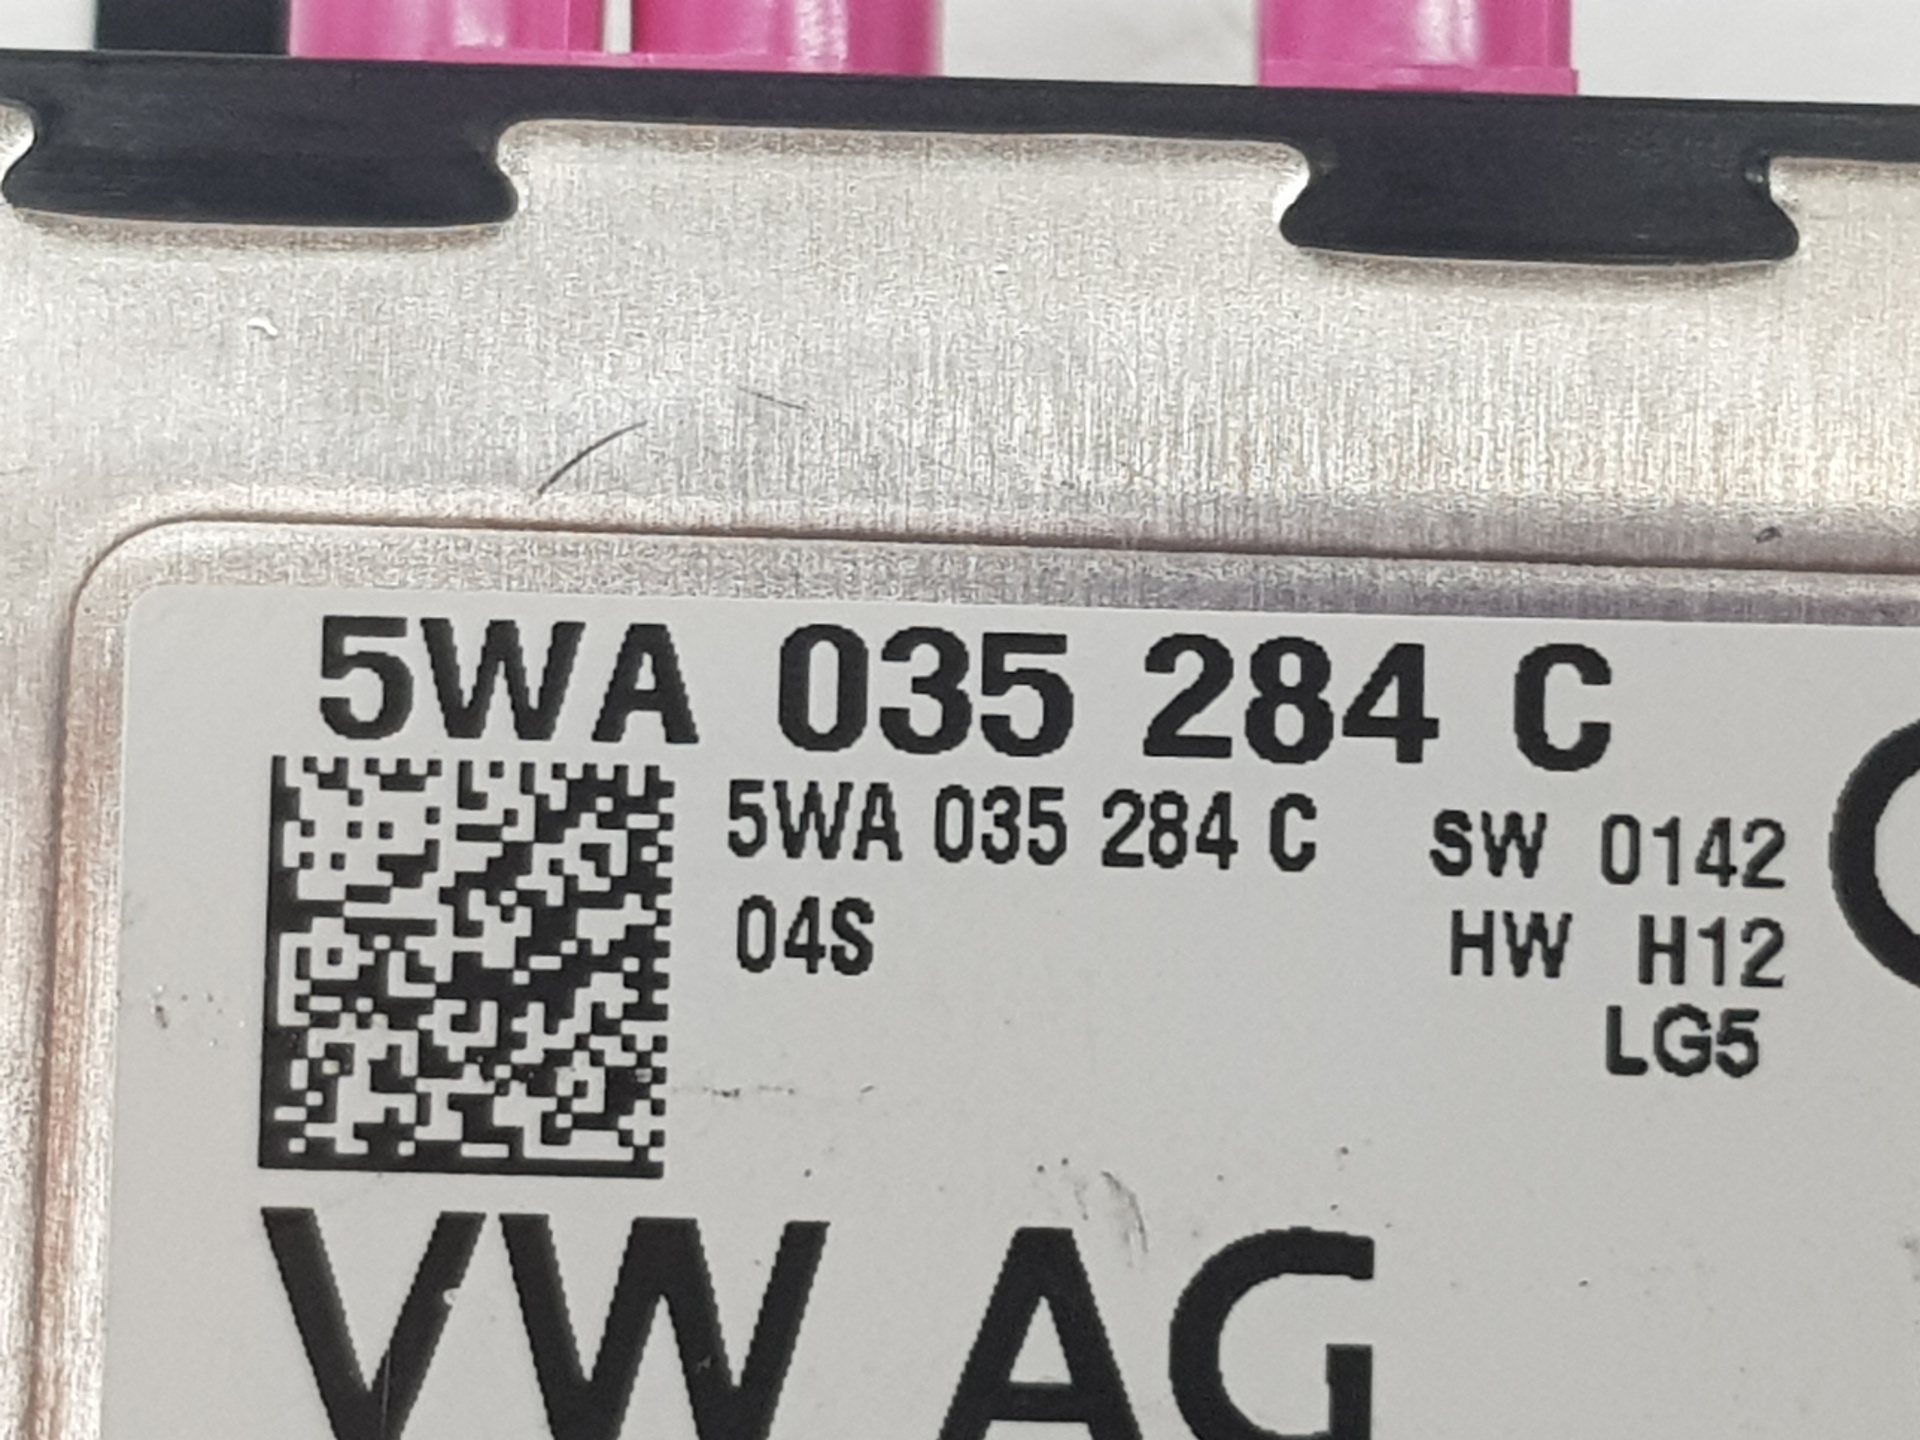 5WA 035 284 C
5WA 035 284 C SW 0142
04S HW H12
LG5
VW AG